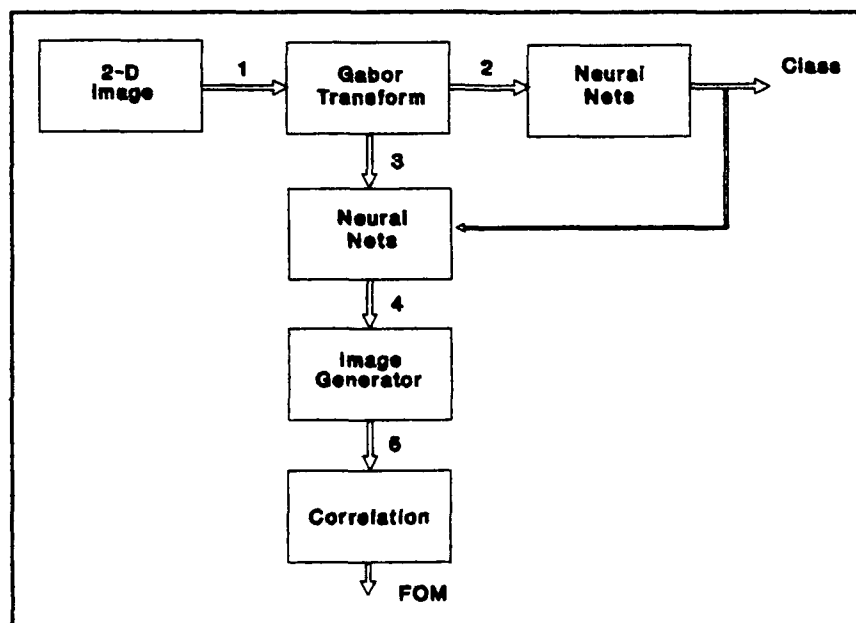 2-D
Image
1
Gabor
Transform
2
Neural
Nets
Class
3
Neural
Nets
4
Image
Generator
5
Correlation
FOM